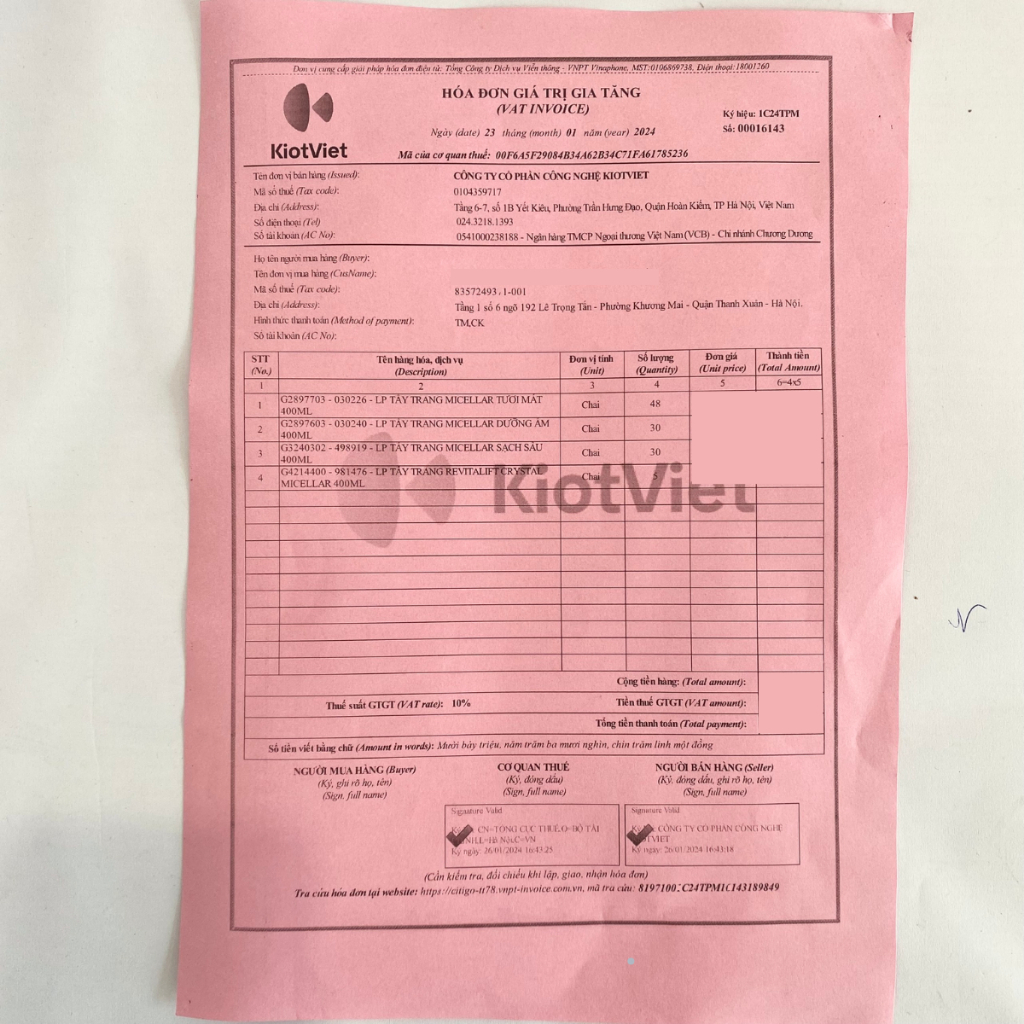 Đơn vị cung cấp giải pháp hóa đơn điện tử: Tổng Công ty Dịch vụ Viễn thông - VNPT Vinaphone, MST:0106869738, Điện thoại:18001260
KiotViet
HÓA ĐƠN GIÁ TRỊ GIA TĂNG
(VAT INVOICE)
Ngày (date) 23 tháng (month) 01 năm (year) 2024
Mã của cơ quan thuế: 00F6A5F29084B34A62B34C71FA61785236
Ký hiệu: 1C24TPM
Số: 00016143
Tên đơn vị bán hàng (Issued): CÔNG TY CỔ PHẦN CÔNG NGHỆ KIOTVIET
Mã số thuế (Tax code): 0104359717
Địa chỉ (Address): Tầng 6-7, số 1B Yết Kiêu, Phường Trần Hưng Đạo, Quận Hoàn Kiếm, TP Hà Nội, Việt Nam
Số điện thoại (Tel) 024.3218.1393
Số tài khoản (AC No): 0541000238188 - Ngân hàng TMCP Ngoại thương Việt Nam (VCB) - Chi nhánh Chương Dương
Họ tên người mua hàng (Buyer):
Tên đơn vị mua hàng (CusName):
Mã số thuế (Tax code): 83572493.1-001
Địa chỉ (Address): Tầng 1 số 6 ngõ 192 Lê Trọng Tấn - Phường Khương Mai - Quận Thanh Xuân - Hà Nội.
Hình thức thanh toán (Method of payment): TM,CK
Số tài khoản (AC No):
STT (No.) Tên hàng hóa, dịch vụ (Description) Đơn vị tính (Unit) Số lượng (Quantity) Đơn giá (Unit price) Thành tiền (Total Amount)
1 2 3 4 5 6=4x5
1 G2897703 - 030226 - LP TẨY TRANG MICELLAR TƯƠI MÁT 400ML Chai 48
2 G2897603 - 030240 - LP TẨY TRANG MICELLAR DƯỠNG ẨM 400ML Chai 30
3 G3240302 - 498919 - LP TẨY TRANG MICELLAR SẠCH SÂU 400ML Chai 30
4 G4214400 - 981476 - LP TẨY TRANG REVITALIFT CRYSTAL MICELLAR 400ML Chai 5
KiotViet
Cộng tiền hàng: (Total amount):
Thuế suất GTGT (VAT rate): 10% Tiền thuế GTGT (VAT amount):
Tổng tiền thanh toán (Total payment):
Số tiền viết bằng chữ (Amount in words): Mười bảy triệu, năm trăm ba mươi nghìn, chín trăm linh một đồng
NGƯỜI MUA HÀNG (Buyer)
(Ký, ghi rõ họ, tên)
(Sign, full name)
CƠ QUAN THUẾ
(Ký, đóng dấu)
(Sign, full name)
NGƯỜI BÁN HÀNG (Seller)
(Ký, đóng dấu, ghi rõ họ, tên)
(Sign, full name)
Signature Valid
CN=TỔNG CỤC THUẾ,O=BỘ TÀI
Ký ngày: 26/01/2024 16:43:25
Signature Valid
CÔNG TY CỔ PHẦN CÔNG NGHỆ
Ký ngày: 26/01/2024 16:43:18
(Cần kiểm tra, đối chiếu khi lập, giao, nhận hóa đơn)
Tra cứu hóa đơn tại website: https://citigo-tt78.vnpt-invoice.com.vn, mã tra cứu: